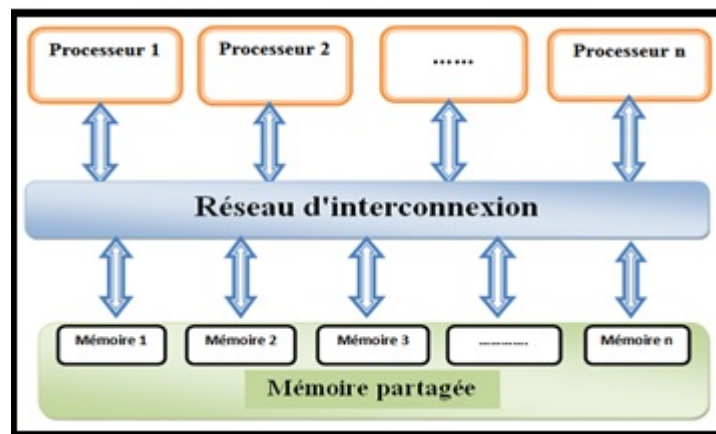 Processeur 1
Processeur 2
......
Processeur n
Réseau d'interconnexion
Mémoire 1
Mémoire 2
Mémoire 3
............
Mémoire n
Mémoire partagée